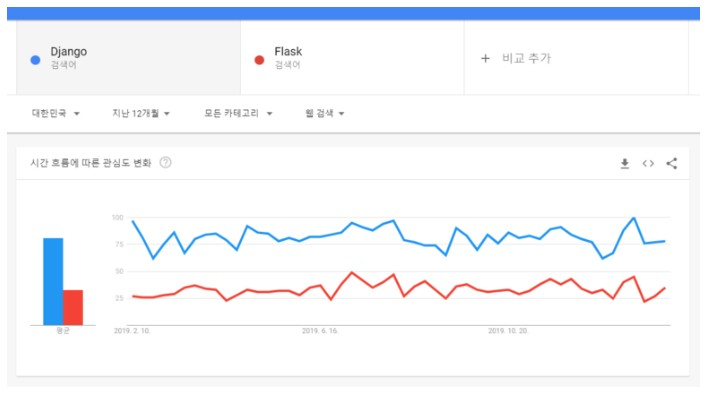 Django
검색어
Flask
검색어
+ 비교 추가
대한민국
지난 12개월
모든 카테고리
웹 검색
시간 흐름에 따른 관심도 변화
100
75
50
25
평균
2019. 2. 10.
2019. 6. 16.
2019. 10. 20.